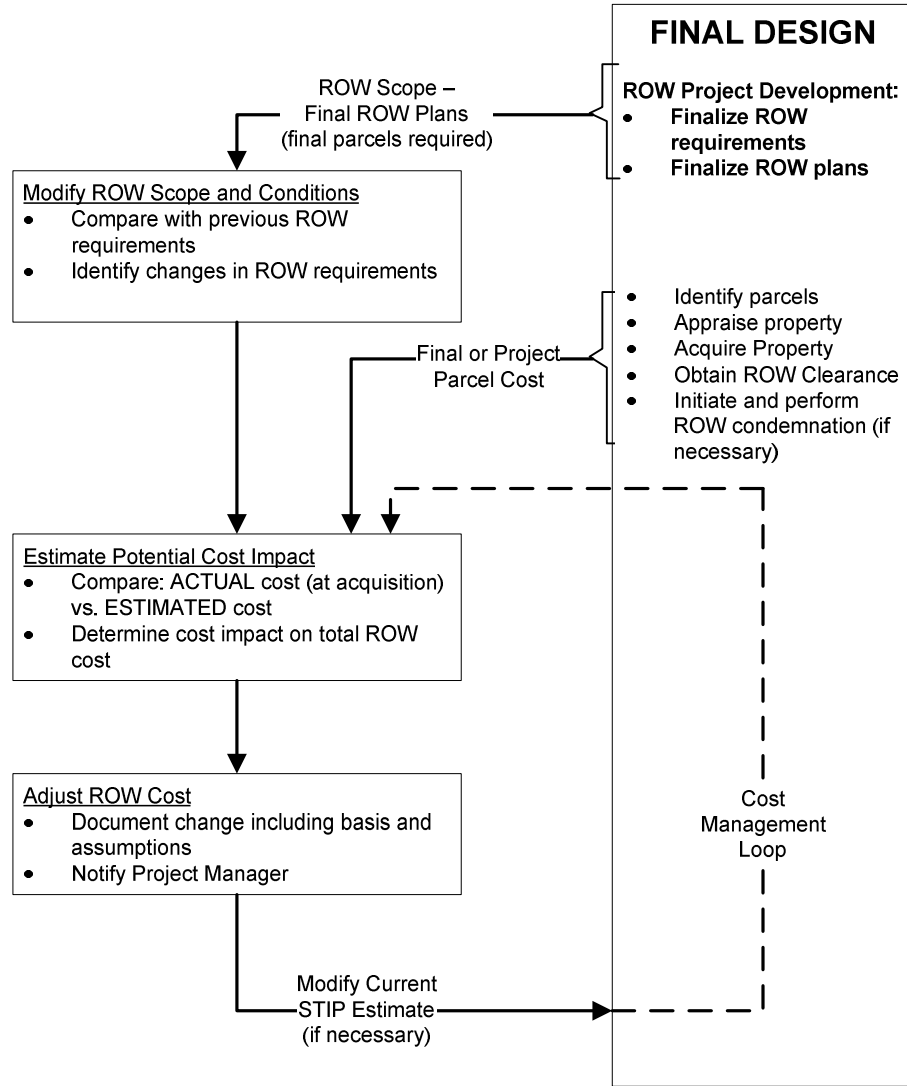 FINAL DESIGN
ROW Project Development:
• Finalize ROW
requirements
• Finalize ROW plans
ROW Scope –
Final ROW Plans
(final parcels required)
Modify ROW Scope and Conditions
• Compare with previous ROW
requirements
• Identify changes in ROW requirements
• Identify parcels
• Appraise property
• Acquire Property
• Obtain ROW Clearance
• Initiate and perform
ROW condemnation (if
necessary)
Final or Project
Parcel Cost
Estimate Potential Cost Impact
• Compare: ACTUAL cost (at acquisition)
vs. ESTIMATED cost
• Determine cost impact on total ROW
cost
Adjust ROW Cost
• Document change including basis and
assumptions
• Notify Project Manager
Cost
Management
Loop
Modify Current
STIP Estimate
(if necessary)